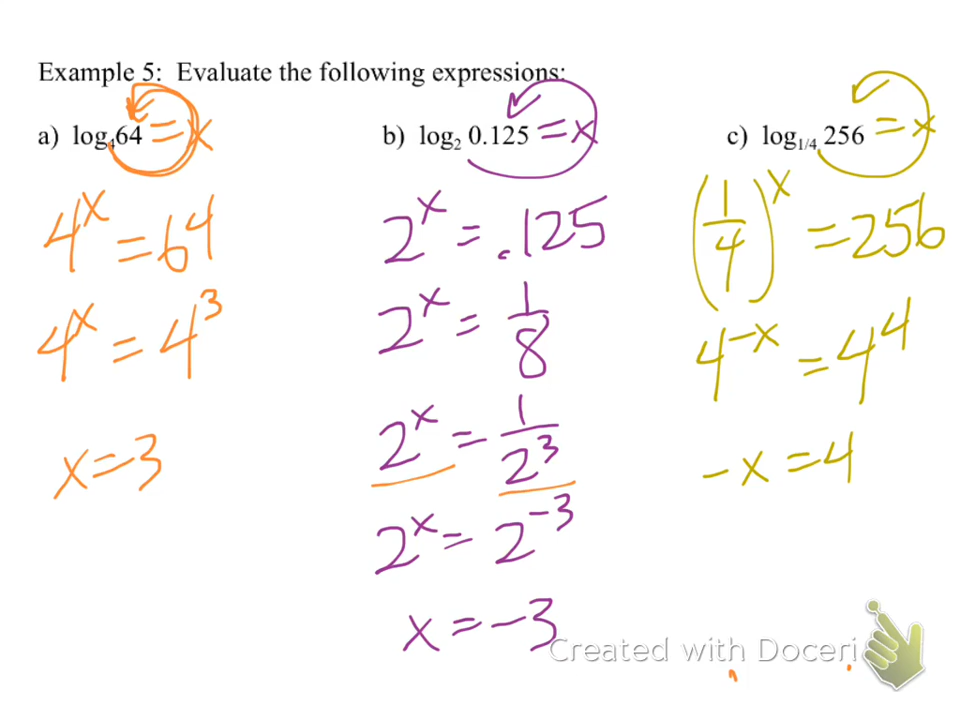 Example 5: Evaluate the following expressions:
a) log₄64 = x
4ˣ = 64
4ˣ = 4³
x = 3
b) log₂ 0.125 = x
2ˣ = .125
2ˣ = 1/8
2ˣ = 1/2³
2ˣ = 2⁻³
x = -3
c) log₁/₄ 256 = x
(1/4)ˣ = 256
4⁻ˣ = 4⁴
-x = 4
Created with Doceri